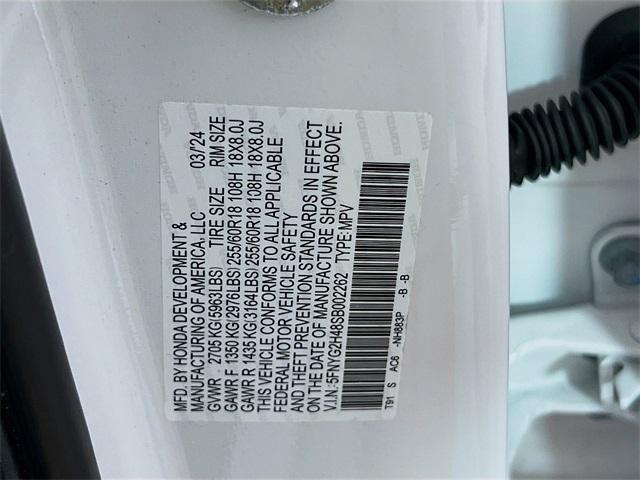 MFD. BY HONDA DEVELOPMENT &
MANUFACTURING OF AMERICA, LLC 03/24
GVWR 2705 KG(5963LBS) TIRE SIZE RIM SIZE
GAWR F 1350 KG(2976LBS) 255/60R18 108H 18X8.0J
GAWR R 1435 KG(3164LBS) 255/60R18 108H 18X8.0J
THIS VEHICLE CONFORMS TO ALL APPLICABLE
FEDERAL MOTOR VEHICLE SAFETY
AND THEFT PREVENTION STANDARDS IN EFFECT
ON THE DATE OF MANUFACTURE SHOWN ABOVE.
V.I.N.: 5FNYG2H48SB002262 TYPE: MPV
T91 S AC6 -NH883P -B -B